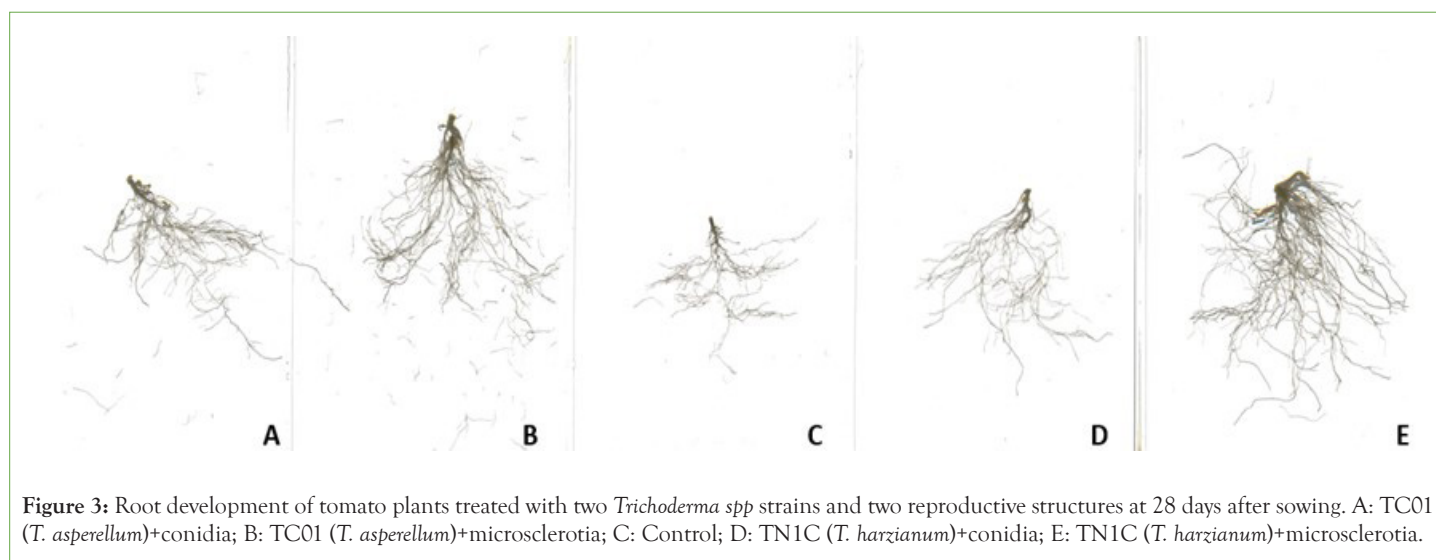 A B C D E
Figure 3: Root development of tomato plants treated with two Trichoderma spp strains and two reproductive structures at 28 days after sowing. A: TC01
(T. asperellum)+conidia; B: TC01 (T. asperellum)+microsclerotia; C: Control; D: TN1C (T. harzianum)+conidia; E: TN1C (T. harzianum)+microsclerotia.